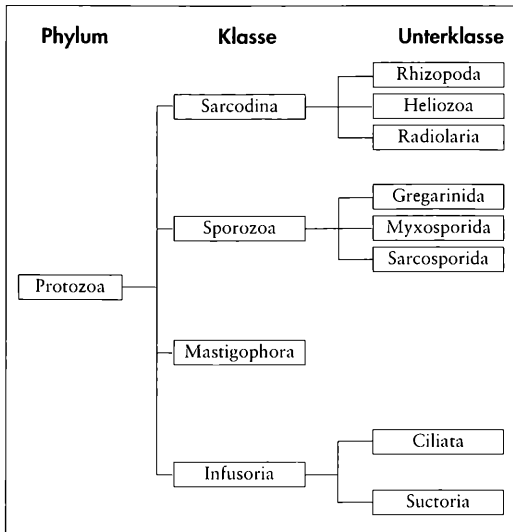 Phylum
Klasse
Unterklasse
Protozoa
Sarcodina
Rhizopoda
Heliozoa
Radiolaria
Sporozoa
Gregarinida
Myxosporida
Sarcosporida
Mastigophora
Infusoria
Ciliata
Suctoria